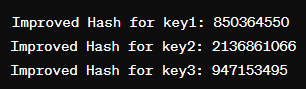 Improved Hash for key1: 850364550
Improved Hash for key2: 2136861066
Improved Hash for key3: 947153495